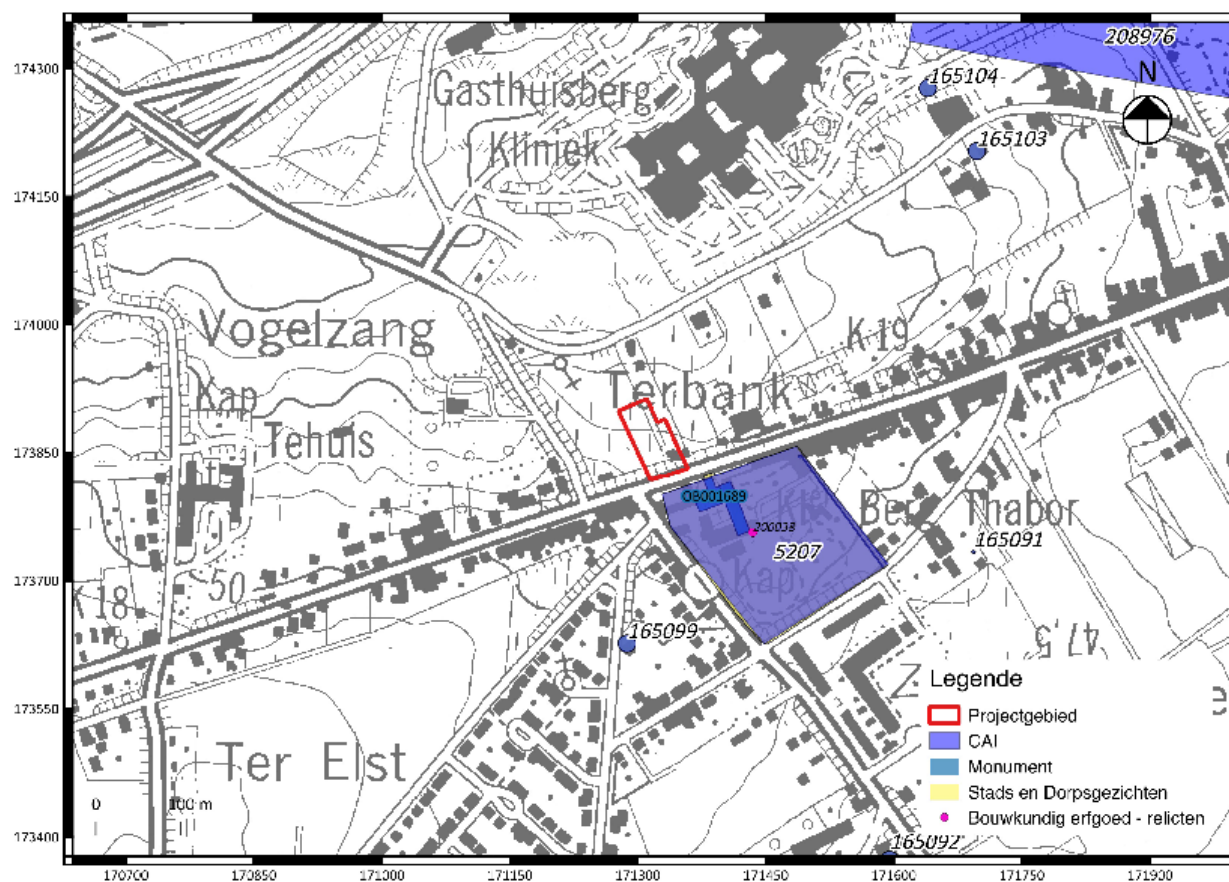 208976
174300
165104
N
Gasthuisberg
Kliniek
165103
174150
174000
Vogelzang
K 19
Terbank
Kap
Tehuis
173850
OB001689
Berg Thabor
200038
5207
165091
173700
50
Kap
K 18
165099
47,5
Legende
Projectgebied
173550
CAI
Ter Elst
Monument
0 100 m
Stads en Dorpsgezichten
Bouwkundig erfgoed - relicten
173400
165092
170700 170850 171000 171150 171300 171450 171600 171750 171900